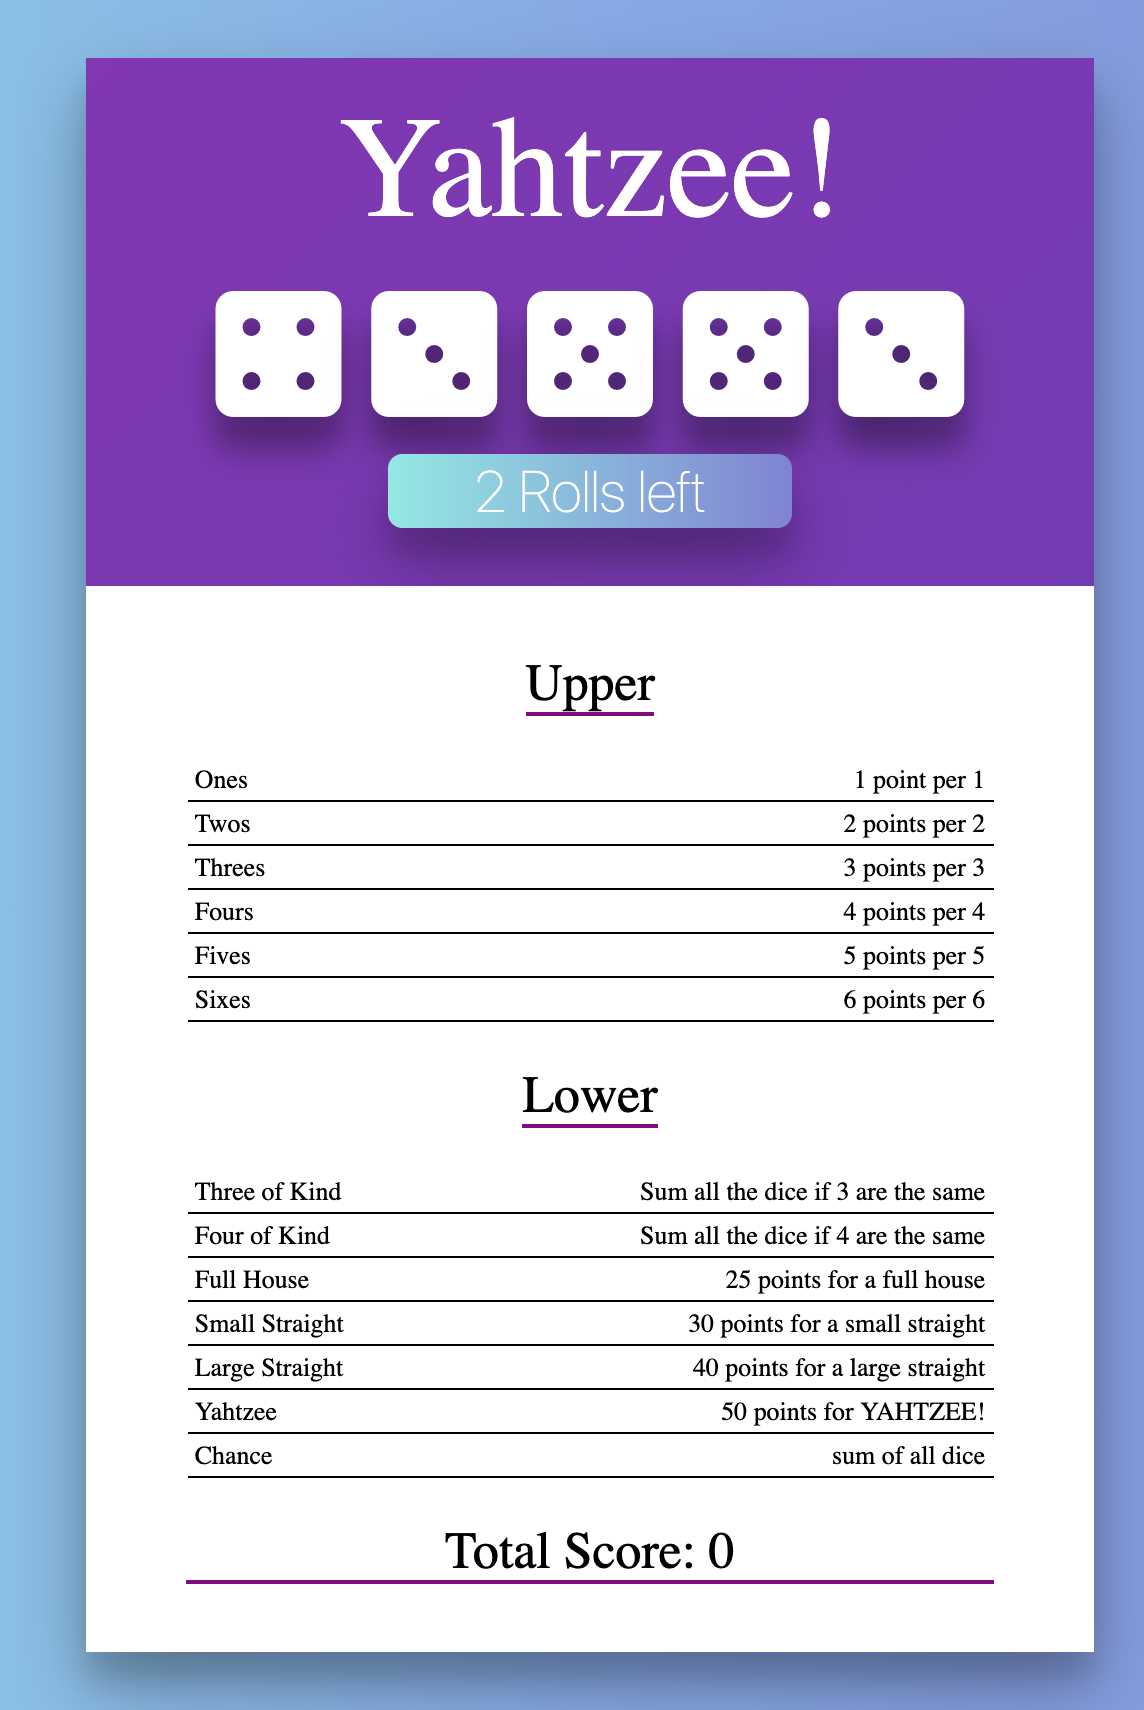 Yahtzee!
2 Rolls left
Upper
Ones 1 point per 1
Twos 2 points per 2
Threes 3 points per 3
Fours 4 points per 4
Fives 5 points per 5
Sixes 6 points per 6
Lower
Three of Kind Sum all the dice if 3 are the same
Four of Kind Sum all the dice if 4 are the same
Full House 25 points for a full house
Small Straight 30 points for a small straight
Large Straight 40 points for a large straight
Yahtzee 50 points for YAHTZEE!
Chance sum of all dice
Total Score: 0